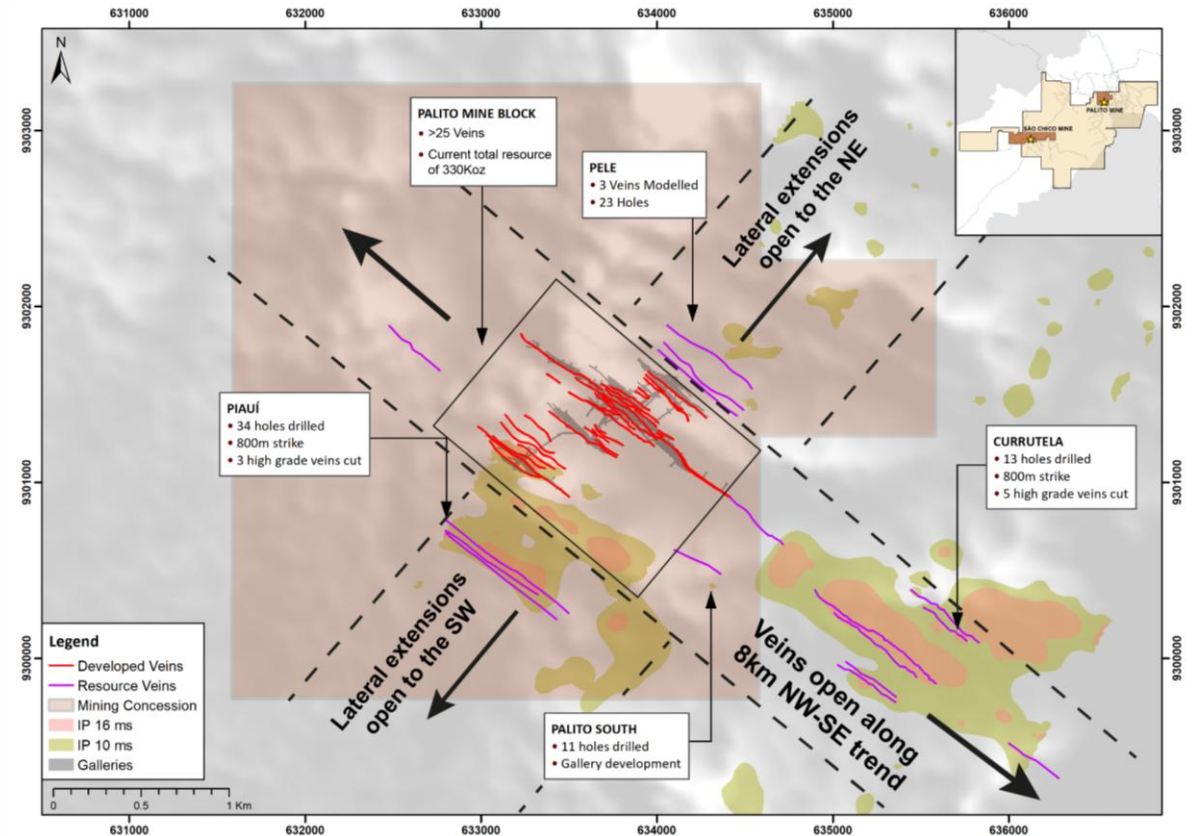 631000
632000
633000
634000
635000
636000
N
9303000
9302000
9301000
9300000
9303000
9302000
9301000
9300000
PALITO MINE
SÃO CHICO MINE
PALITO MINE BLOCK
• >25 Veins
• Current total resource
of 330Koz
PELE
• 3 Veins Modelled
• 23 Holes
Lateral extensions
open to the NE
PIAUÍ
• 34 holes drilled
• 800m strike
• 3 high grade veins cut
CURRUTELA
• 13 holes drilled
• 800m strike
• 5 high grade veins cut
Lateral extensions
open to the SW
Veins open along
8km NW-SE trend
PALITO SOUTH
• 11 holes drilled
• Gallery development
Legend
Developed Veins
Resource Veins
Mining Concession
IP 16 ms
IP 10 ms
Galleries
0 0.5 1 Km
631000
632000
633000
634000
635000
636000